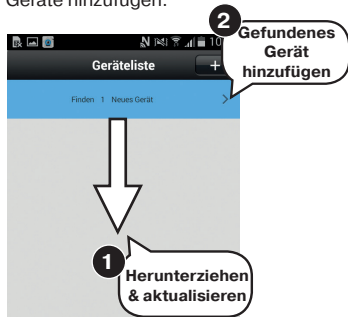 Geräte hinzufügen.
2
Gefundenes
Gerät
hinzufügen
Geräteliste
+
Finden 1 Neues Gerät
1
Herunterziehen
& aktualisieren